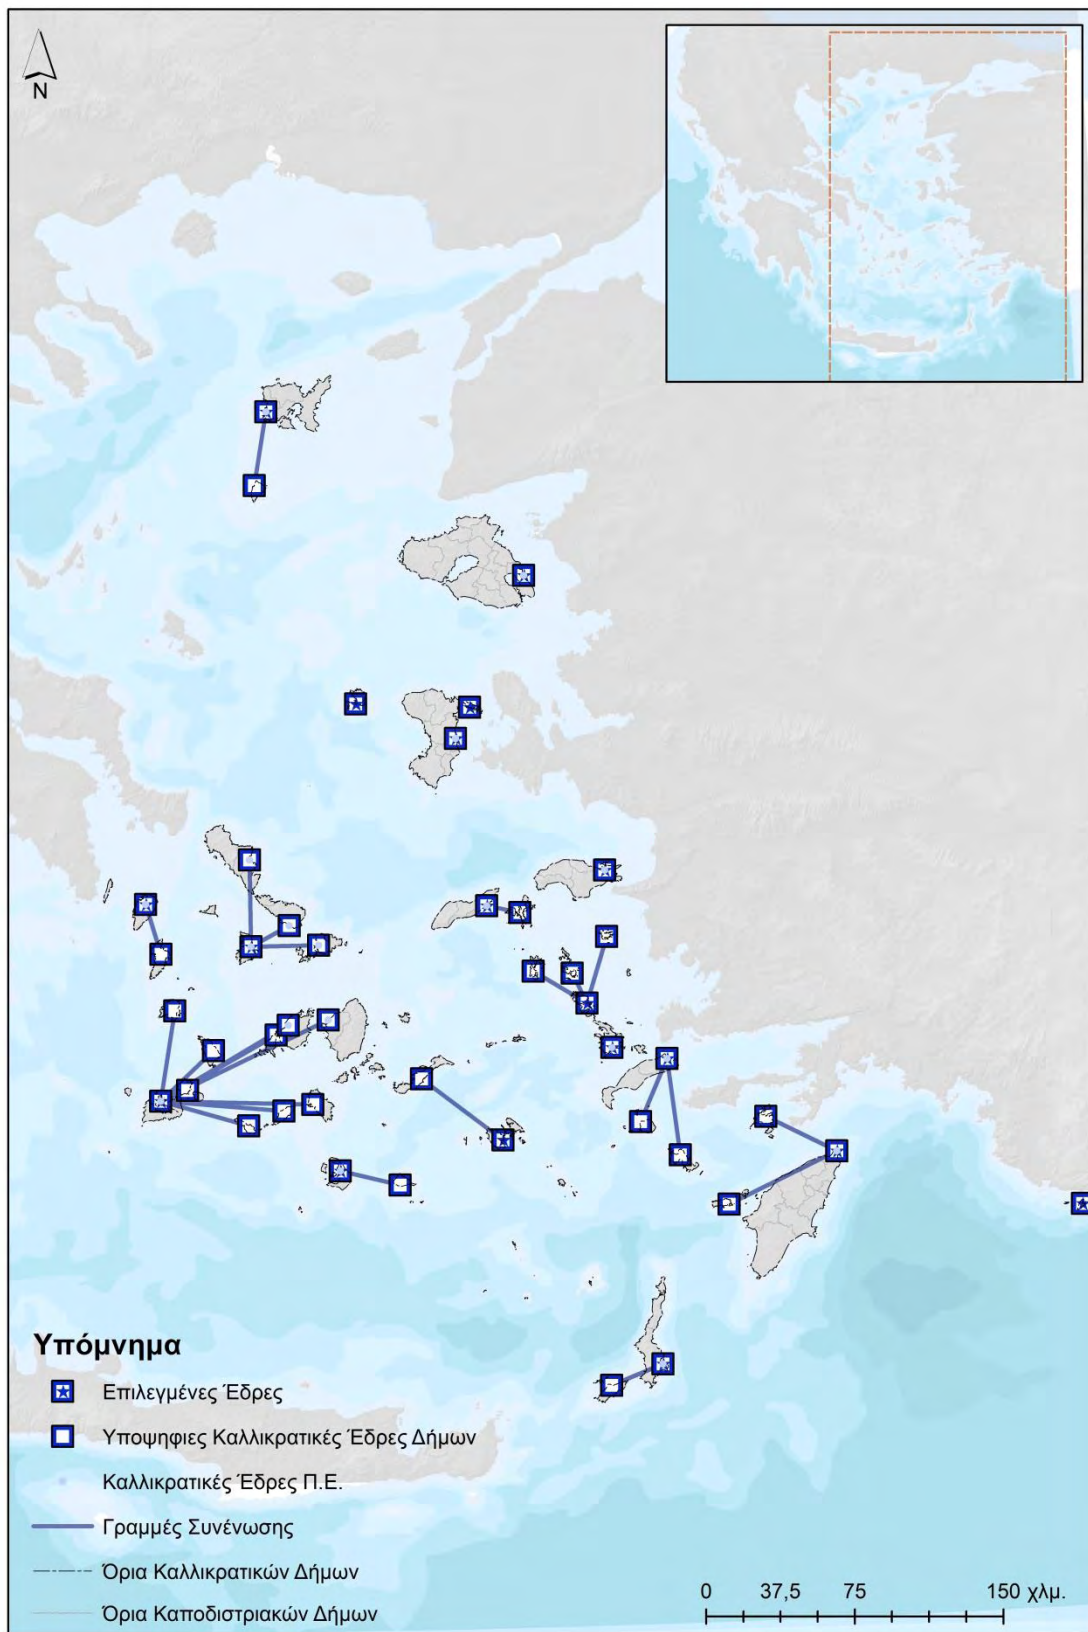 N
Υπόμνημα
Επιλεγμένες Έδρες
Υποψηφιες Καλλικρατικές Έδρες Δήμων
Καλλικρατικές Έδρες Π.Ε.
Γραμμές Συνένωσης
Όρια Καλλικρατικών Δήμων
Όρια Καποδιστριακών Δήμων
0 37,5 75 150 χλμ.